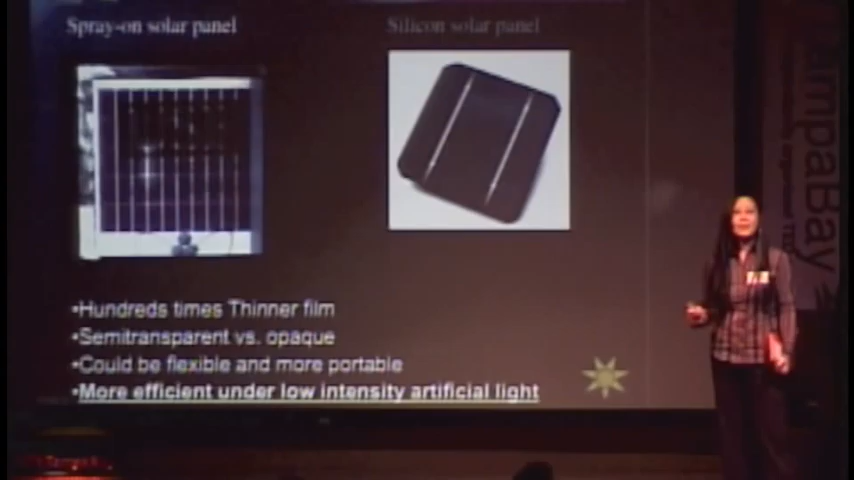 Spray-on solar panel
Silicon solar panel
•Hundreds times Thinner film
•Semitransparent vs. opaque
•Could be flexible and more portable
•More efficient under low intensity artificial light
ampaBay